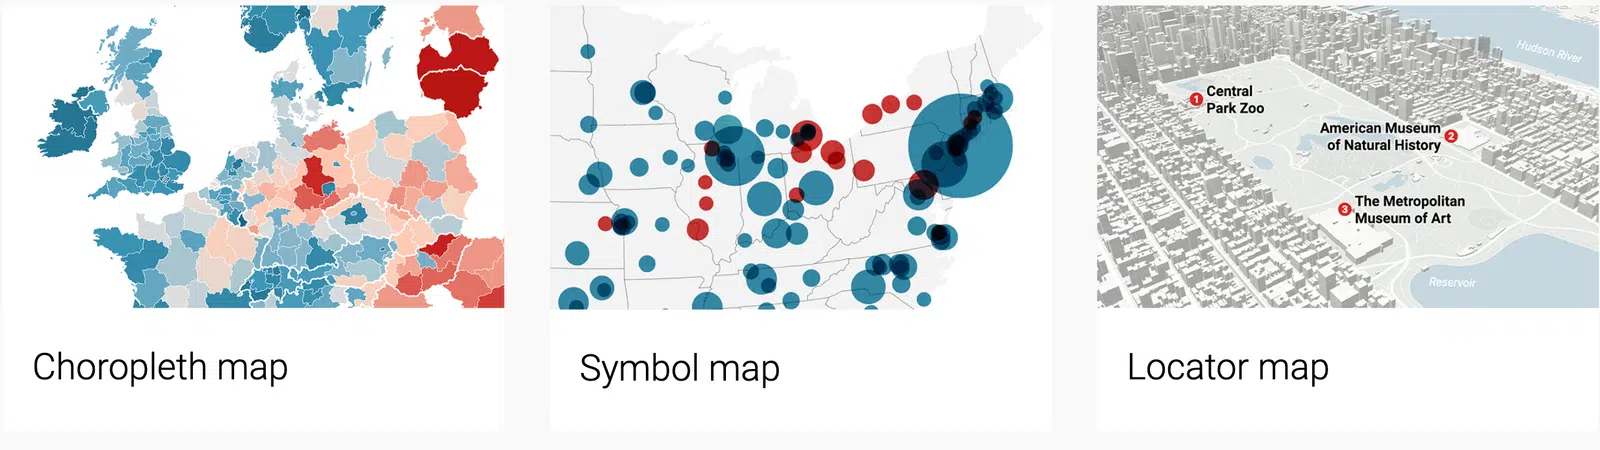 Hudson River
1
Central
Park Zoo
American Museum
of Natural History
2
3
The Metropolitan
Museum of Art
Reservoir
Choropleth map
Symbol map
Locator map